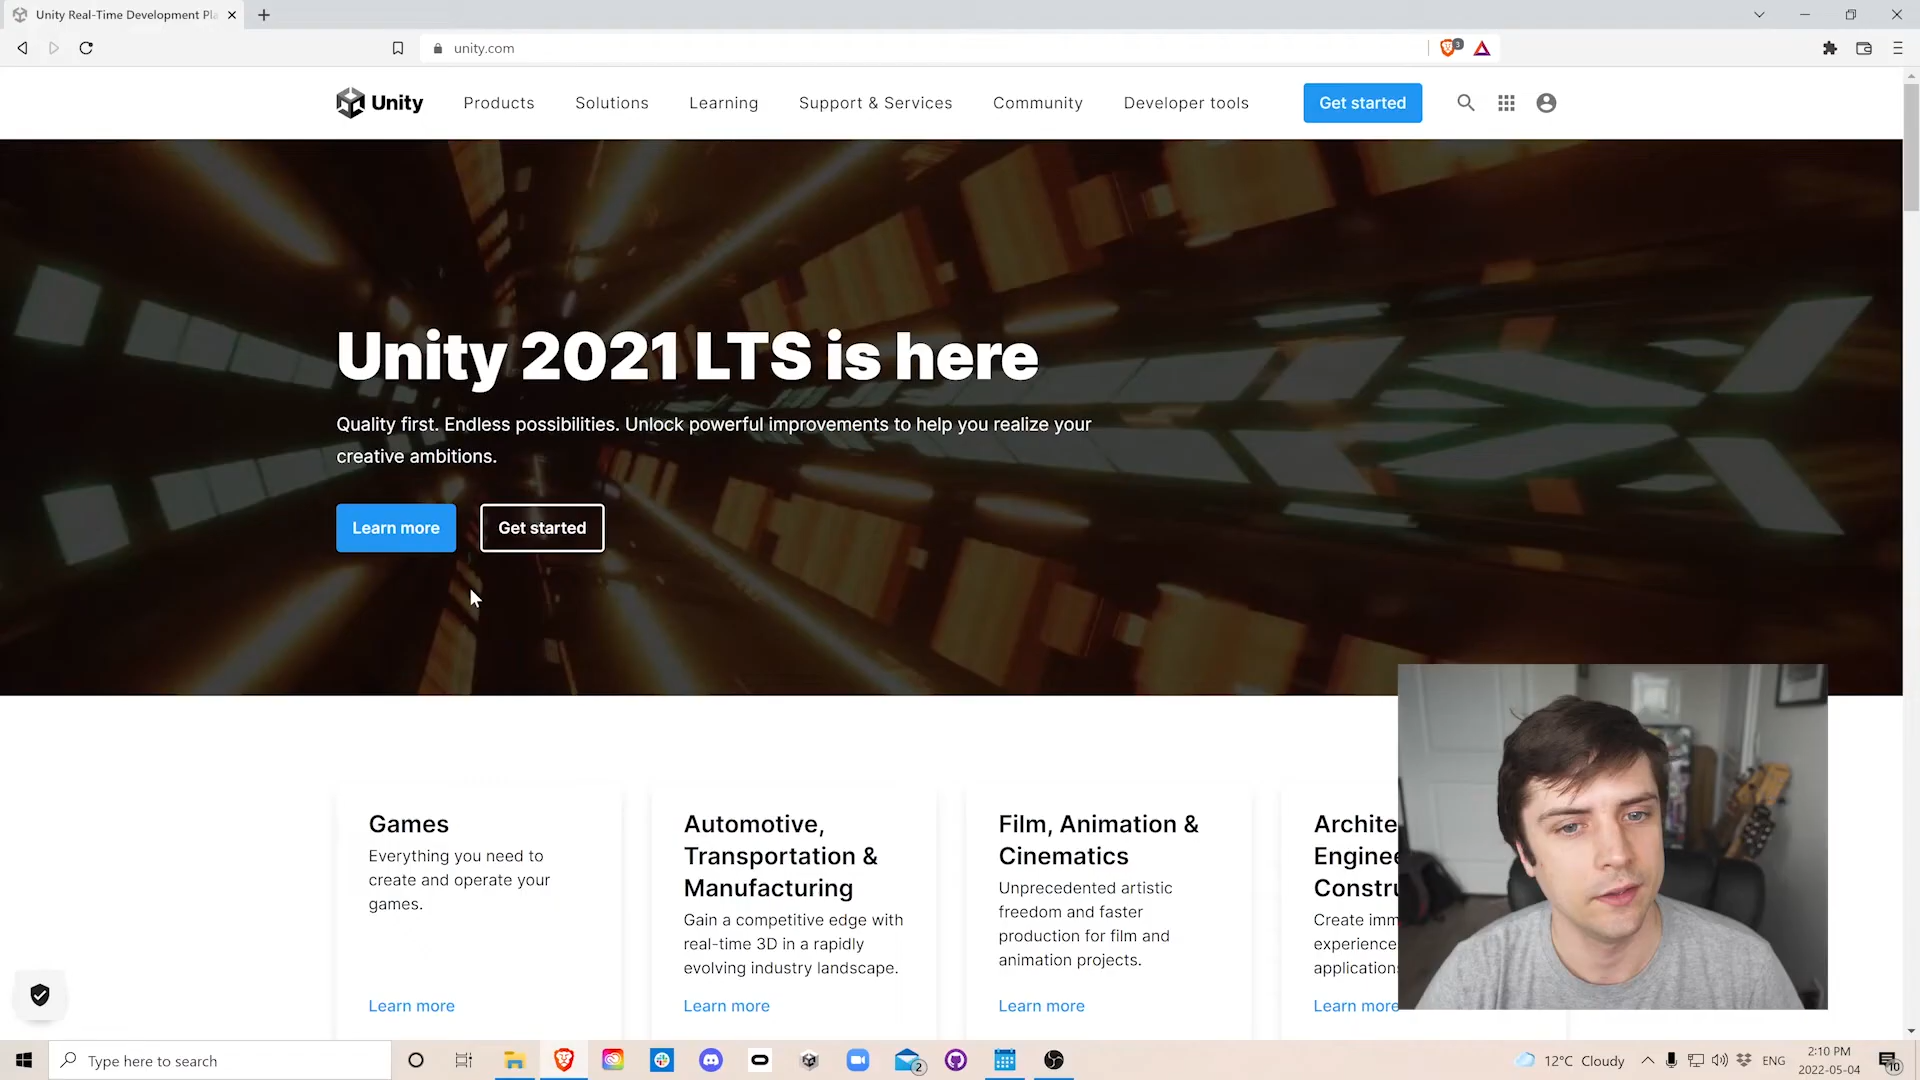 Unity Real-Time Development Pla
unity.com
3
Unity
Products
Solutions
Learning
Support & Services
Community
Developer tools
Get started
Unity 2021 LTS is here
Quality first. Endless possibilities. Unlock powerful improvements to help you realize your
creative ambitions.
Learn more
Get started
Games
Everything you need to
create and operate your
games.
Learn more
Automotive,
Transportation &
Manufacturing
Gain a competitive edge with
real-time 3D in a rapidly
evolving industry landscape.
Learn more
Film, Animation &
Cinematics
Unprecedented artistic
freedom and faster
production for film and
animation projects.
Learn more
Archite
Enginee
Constru
Create imm
experience
application
Learn more
Type here to search
2
12°C Cloudy
ENG
2:10 PM
2022-05-04
10